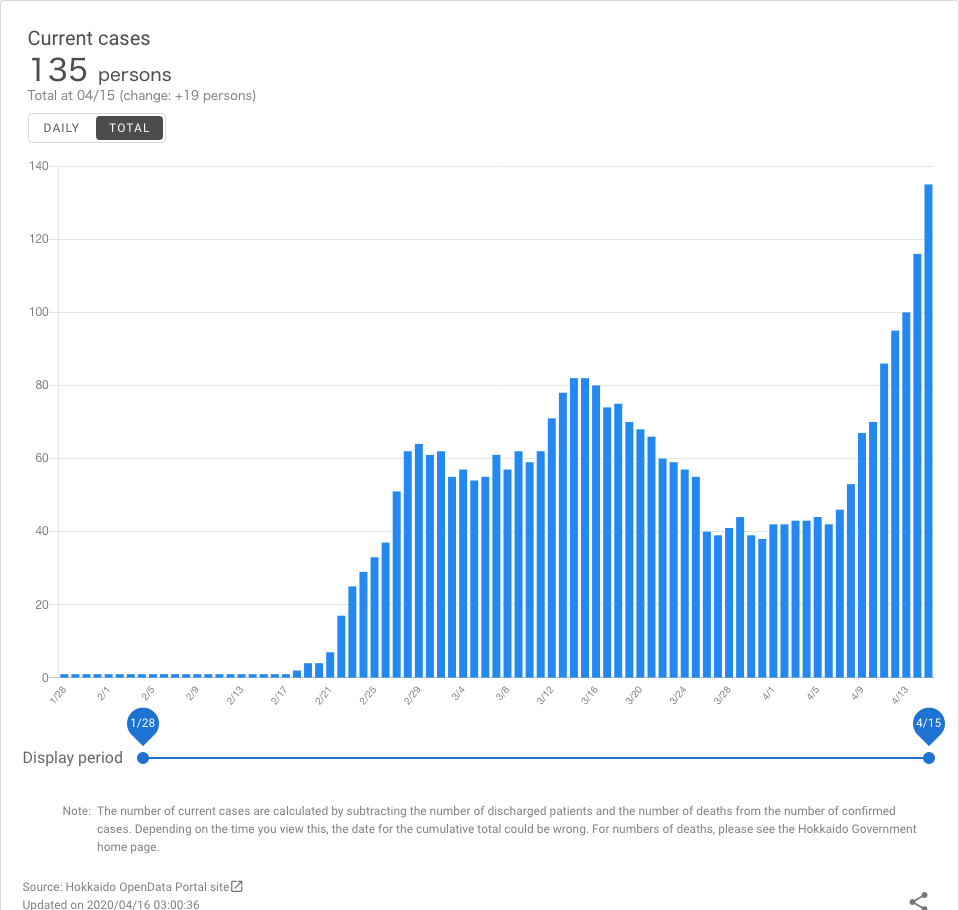 Current cases
135 persons
Total at 04/15 (change: +19 persons)
DAILY TOTAL
140
120
100
80
60
40
20
0
1/28 2/1 2/5 2/9 2/13 2/17 2/21 2/25 2/29 3/4 3/8 3/12 3/16 3/20 3/24 3/28 4/1 4/5 4/9 4/13
1/28 4/15
Display period
Note: The number of current cases are calculated by subtracting the number of discharged patients and the number of deaths from the number of confirmed
cases. Depending on the time you view this, the date for the cumulative total could be wrong. For numbers of deaths, please see the Hokkaido Government
home page.
Source: Hokkaido OpenData Portal site
Updated on 2020/04/16 03:00:36